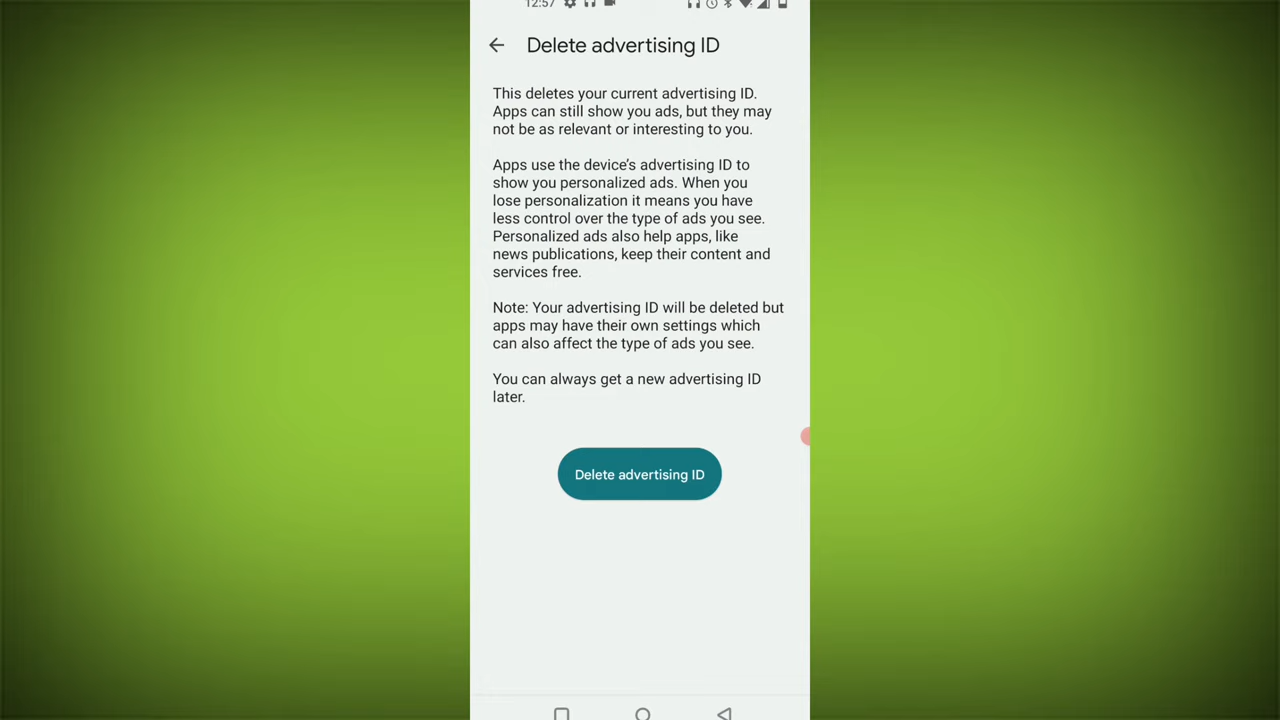 12:57
Delete advertising ID
This deletes your current advertising ID.
Apps can still show you ads, but they may
not be as relevant or interesting to you.
Apps use the device’s advertising ID to
show you personalized ads. When you
lose personalization it means you have
less control over the type of ads you see.
Personalized ads also help apps, like
news publications, keep their content and
services free.
Note: Your advertising ID will be deleted but
apps may have their own settings which
can also affect the type of ads you see.
You can always get a new advertising ID
later.
Delete advertising ID